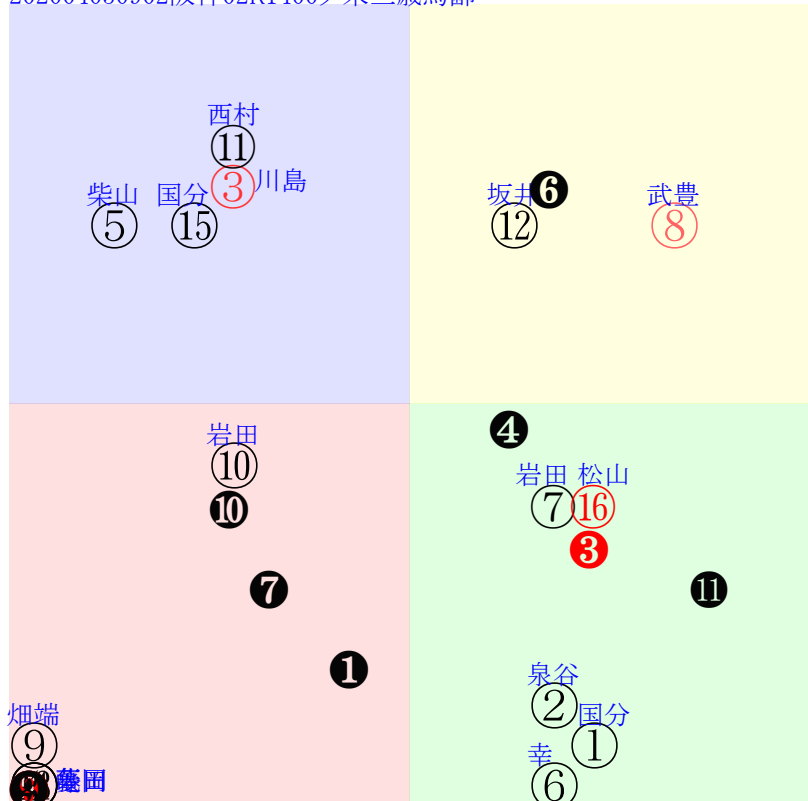 西村
⑪
③ 川島
柴山 国分
⑤ ⑮
坂井 ❻ 武豊
⑫ ⑧
岩田
⑩
❿
❼
❶
❹
岩田 松山
⑦ ⑯
❸
⓫
泉谷
② 国分
①
幸
⑥
畑端
⑨